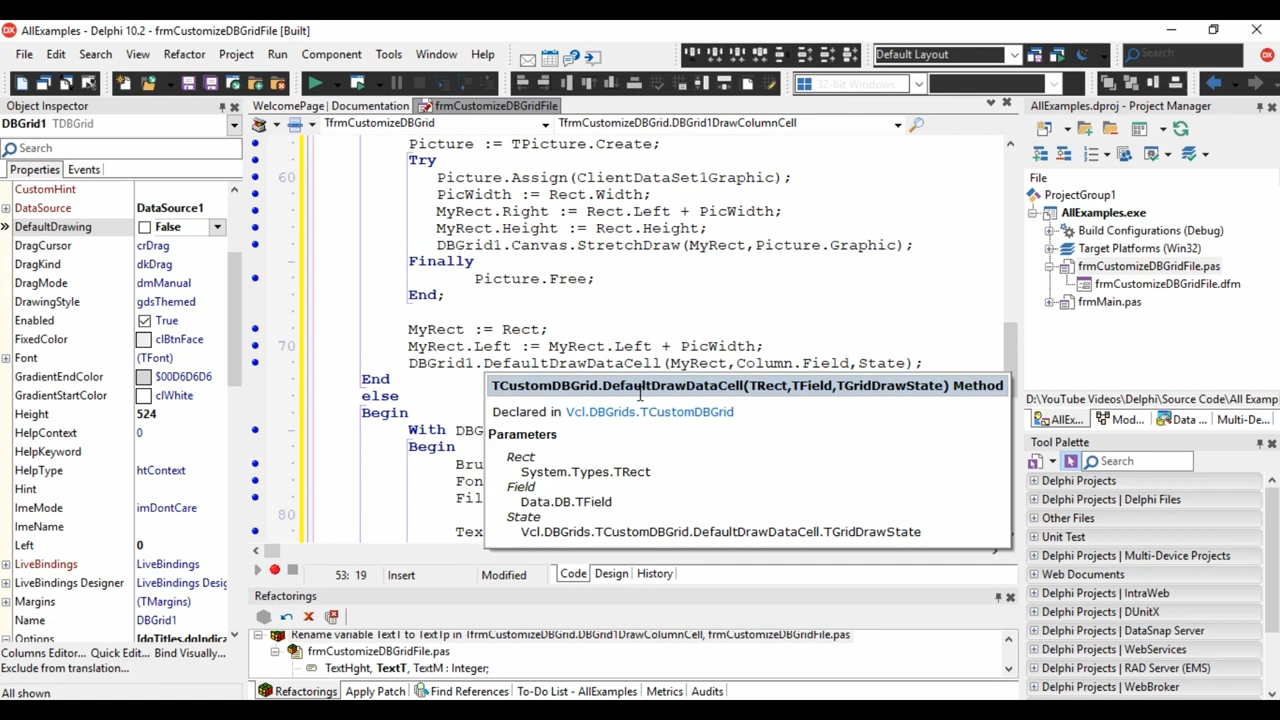 AllExamples - Delphi 10.2 - frmCustomizeDBGridFile [Built]
File Edit Search View Refactor Project Run Component Tools Window Help
Default Layout
Search
32-bit Windows
Object Inspector
DBGrid1 TDBGrid
Search
Properties Events
CustomHint
DataSource DataSource1
DefaultDrawing False
DragCursor crDrag
DragKind dkDrag
DragMode dmManual
DrawingStyle gdsThemed
Enabled True
FixedColor clBtnFace
Font (TFont)
GradientEndColor $00D6D6D6
GradientStartColor clWhite
Height 524
HelpContext 0
HelpKeyword
HelpType htContext
Hint
ImeMode imDontCare
ImeName
Left 0
LiveBindings LiveBindings
LiveBindings Designer LiveBindings Desig
Margins (TMargins)
Name DBGrid1
Options [dgTitles,dgIndica
Columns Editor... Quick Edit... Bind Visually...
Exclude from translation...
All shown
WelcomePage Documentation frmCustomizeDBGridFile
TfrmCustomizeDBGrid TfrmCustomizeDBGrid.DBGrid1DrawColumnCell
Picture := TPicture.Create;
Try
60 Picture.Assign(ClientDataSet1Graphic);
PicWidth := Rect.Width;
MyRect.Right := Rect.Left + PicWidth;
MyRect.Height := Rect.Height;
DBGrid1.Canvas.StretchDraw(MyRect,Picture.Graphic);
Finally
Picture.Free;
End;
MyRect := Rect;
70 MyRect.Left := MyRect.Left + PicWidth;
DBGrid1.DefaultDrawDataCell(MyRect,Column.Field,State);
End
else
Begin
With DBG
Begin
Bru
Fon
Fil
80
Tex
TCustomDBGrid.DefaultDrawDataCell(TRect,TField,TGridDrawState) Method
Declared in Vcl.DBGrids.TCustomDBGrid
Parameters
Rect
System.Types.TRect
Field
Data.DB.TField
State
Vcl.DBGrids.TCustomDBGrid.DefaultDrawDataCell.TGridDrawState
53: 19 Insert Modified Code Design History
Refactorings
Rename variable TextT to TextTp in TfrmCustomizeDBGrid.DBGrid1DrawColumnCell, frmCustomizeDBGridFile.pas
frmCustomizeDBGridFile.pas
TextHght, TextT, TextM : Integer;
Refactorings Apply Patch Find References To-Do List - AllExamples Metrics Audits
AllExamples.dproj - Project Manager
File
ProjectGroup1
AllExamples.exe
Build Configurations (Debug)
Target Platforms (Win32)
frmCustomizeDBGridFile.pas
frmCustomizeDBGridFile.dfm
frmMain.pas
D:\YouTube Videos\Delphi\Source Code\All Examp
AllEx... Mod... Data ... Multi-De...
Tool Palette
Search
Delphi Projects
Delphi Projects | Delphi Files
Other Files
Unit Test
Delphi Projects | Multi-Device Projects
Web Documents
Delphi Projects | IntraWeb
Delphi Projects | DUnitX
Delphi Projects | DataSnap Server
Delphi Projects | WebServices
Delphi Projects | RAD Server (EMS)
Delphi Projects | WebBroker